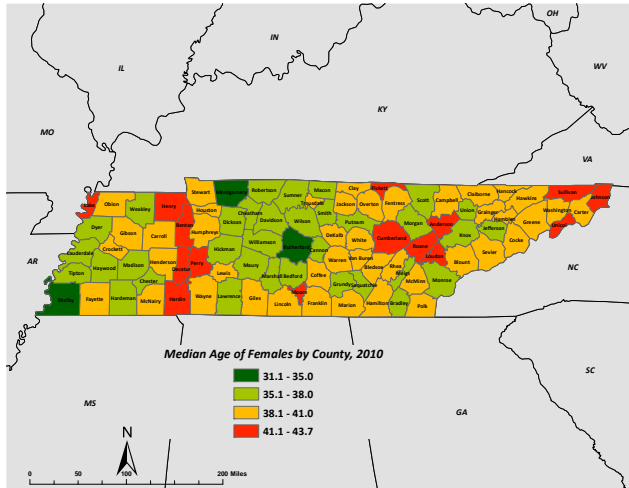 OH
IN
IL
WV
KY
MO
VA
Clay
Pickett
Macon
Stewart
Montgomery
Robertson
Sumner
Scott
Claiborne
Hancock
Sullivan
Johnson
Lake
Obion
Weakley
Henry
Houston
Trousdale
Jackson
Overton
Fentress
Campbell
Hawkins
Cheatham
Smith
Union
Grainger
Hamblen
Washington
Carter
Dickson
Davidson
Wilson
Putnam
Morgan
Anderson
Greene
Unicoi
Dyer
Gibson
Carroll
Benton
Humphreys
Jefferson
Knox
Cocke
Williamson
Rutherford
Cannon
DeKalb
White
Cumberland
Roane
Loudon
Sevier
Lauderdale
Crockett
Hickman
Haywood
Madison
Henderson
Decatur
Perry
Maury
Warren
Van Buren
Bledsoe
Rhea
Meigs
Blount
AR
NC
Tipton
Chester
Lewis
Marshall
Bedford
Coffee
Grundy
Sequatchie
McMinn
Monroe
Shelby
Fayette
Hardeman
McNairy
Hardin
Wayne
Lawrence
Giles
Lincoln
Moore
Franklin
Marion
Hamilton
Bradley
Polk
Median Age of Females by County, 2010
31.1 - 35.0
35.1 - 38.0
38.1 - 41.0
41.1 - 43.7
SC
MS
GA
N
0 50 100 200 Miles